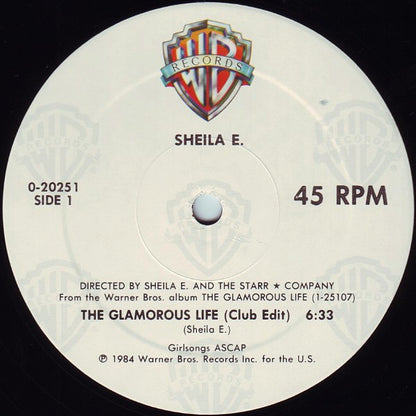 WB
RECORDS
SHEILA E.
0-20251
SIDE 1
45 RPM
DIRECTED BY SHEILA E. AND THE STARR ★ COMPANY
From the Warner Bros. album THE GLAMOROUS LIFE (1-25107)
THE GLAMOROUS LIFE (Club Edit) 6:33
(Sheila E.)
Girlsongs ASCAP
℗ 1984 Warner Bros. Records Inc. for the U.S.